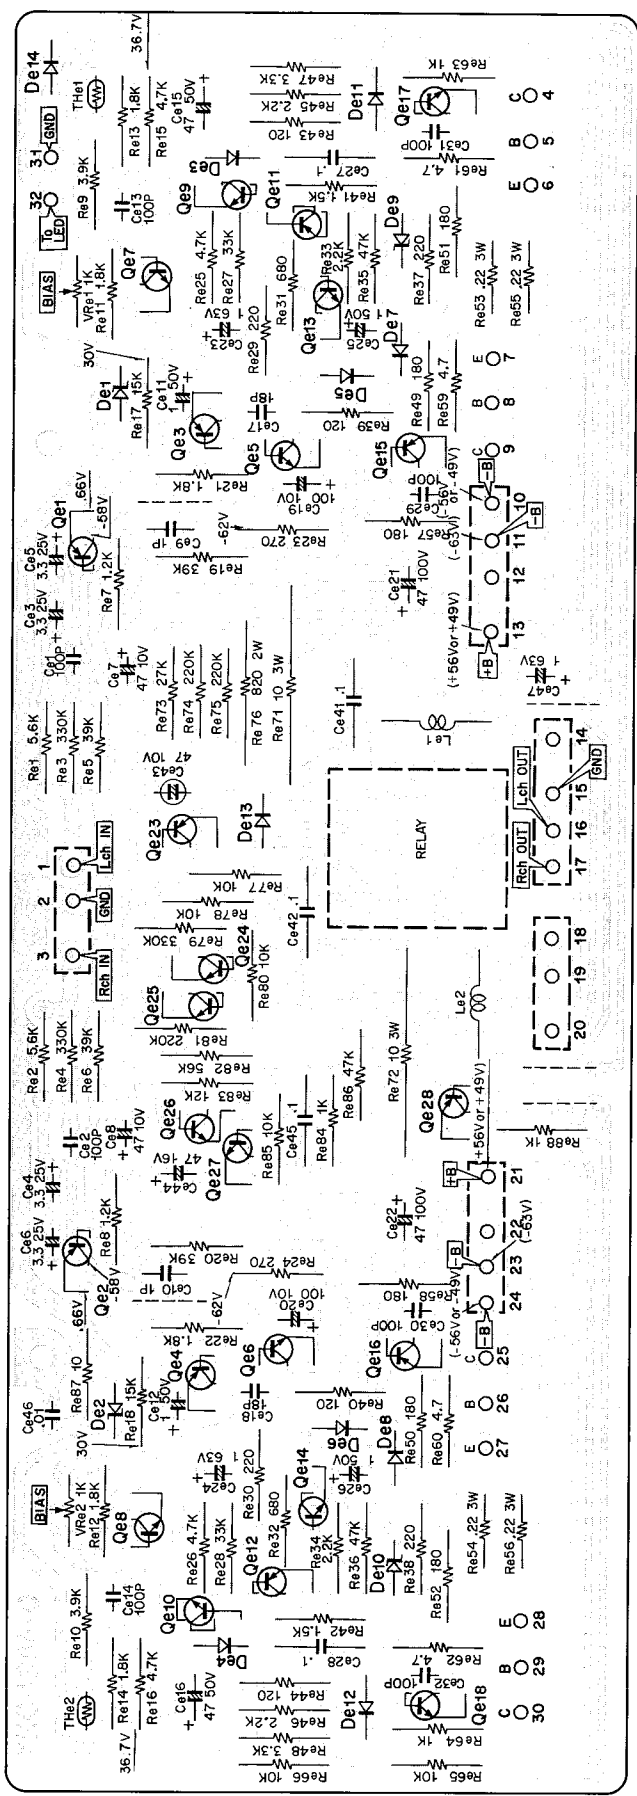 De14
36.7V
THe1
Re13 1.8K
Re15 4.7K
Ce15
47 50V
+
Re47 3.3K
Re45 2.2K
Re43 120
De11
Re63 1K
Qe17
Ce31
100P
Re61 4.7
C 4
B 5
E 6
31 GND
32 To LED
Re9 3.9K
Ce13
100P
De3
Ce27 .1
Re41 1.5K
Qe9
Qe11
BIAS
VRe1 1K
Re11 1.8K
Qe7
Re25 4.7K
Re27 33K
Re31 680
Re33
2.2K
Re35 47K
De9
Re37 220
Re51 180
Re53 .22 3W
Re55 .22 3W
Ce23
1 63V
Re29 220
Qe13
Ce25
1 50V
De7
30V
De1
Re17 15K
Ce11
1 50V
Qe3
Ce17
18P
De5
Re39
120
Re49 180
Re59 4.7
E 7
B 8
C 9
Re21
1.8K
Qe5
Ce19
100 10V
Qe15
Ce29
100P
(-56V or -49V)
-B
10
Qe1
.66V
-.58V
Ce5
3.3 25V
Ce3
3.3 25V
Re7 1.2K
Ce9 1P
Re19 39K
-62V
Re23 270
Re57
180
(-63V)
-B
11
12
13
Ce21
47 100V
(+56Vor+49V)
+B
Ce1
100P
Ce7
47 10V
Re73 27K
Re74 220K
Re75 220K
Re76 820 2W
Re71 10 3W
Ce41 .1
Le1
Ce47
1 63V
Re1 5.6K
Re3 330K
Re5 39K
Ce43
47 10V
Qe23
De13
RELAY
14
15
16
17
GND
Lch OUT
Rch OUT
1
2
3
Lch IN
GND
Rch IN
Re77
10K
Re78
10K
Re79
330K
Qe24
Re80 10K
Ce42 .1
18
19
20
Qe25
Re81
220K
Re82 56K
Re83 12K
Re2 5.6K
Re4 330K
Re6 39K
Le2
Re72 10 3W
Re86 47K
Re84 1K
Ce45 .1
Re85 10K
Qe26
Qe27
Ce44
47 16V
Qe28
Re88 1K
+56Vor+49V)
+B
21
22
(-63V)
-B
23
24
(-56V or -49V)
-B
C 25
Ce2
100P
Ce8
47 10V
Ce4
3.3 25V
Ce6
3.3 25V
Re8 1.2K
Qe2
-.58V
.66V
Re20 39K
Ce10 1P
-62V
Re24 270
Ce20
100 10V
Ce22
47 100V
Re58
180
Ce30
100P
Qe16
Re22
1.8K
Qe4
Qe6
Ce12
1 50V
Ce18
18P
Re40
120
De6
De8
Re50 180
Re60 4.7
B 26
E 27
Ce46
.01
Re87 10
De2
Re18 15K
30V
BIAS
VRe2 1K
Re12 1.8K
Qe8
Ce24
1 63V
Re30 220
Qe14
Ce26
1 50V
Re26 4.7K
Re28 33K
Qe12
Re32 680
Re34
2.2K
Re36 47K
De10
Re38 220
Re52 180
Re54 .22 3W
Re56 .22 3W
Re10 3.9K
Ce14
100P
Qe10
De4
Re42 1.5K
Ce28 .1
Re62
4.7
Ce32
100P
Qe18
E 28
B 29
C 30
THe2
Re14 1.8K
Re16 4.7K
36.7V
Ce16
47 50V
Re44 120
Re46 2.2K
Re48 3.3K
Re66 10K
De12
Re64
1K
Re65
10K